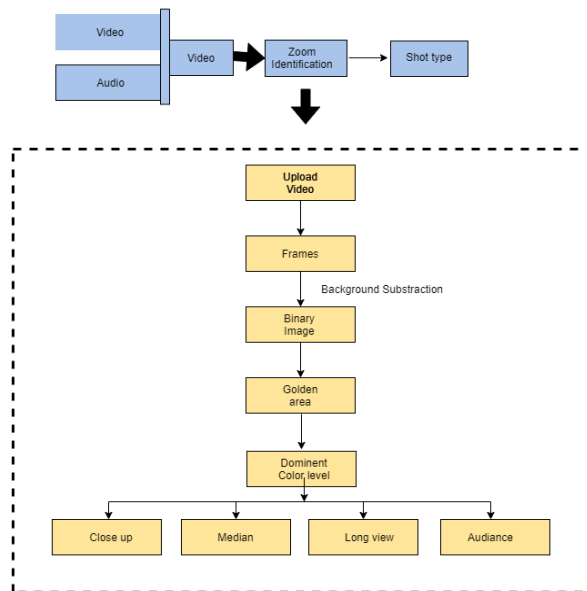 Video
Audio
Video
Zoom
Identification
Shot type
Upload
Video
Frames
Background Substraction
Binary
Image
Golden
area
Dominent
Color level
Close up
Median
Long view
Audiance